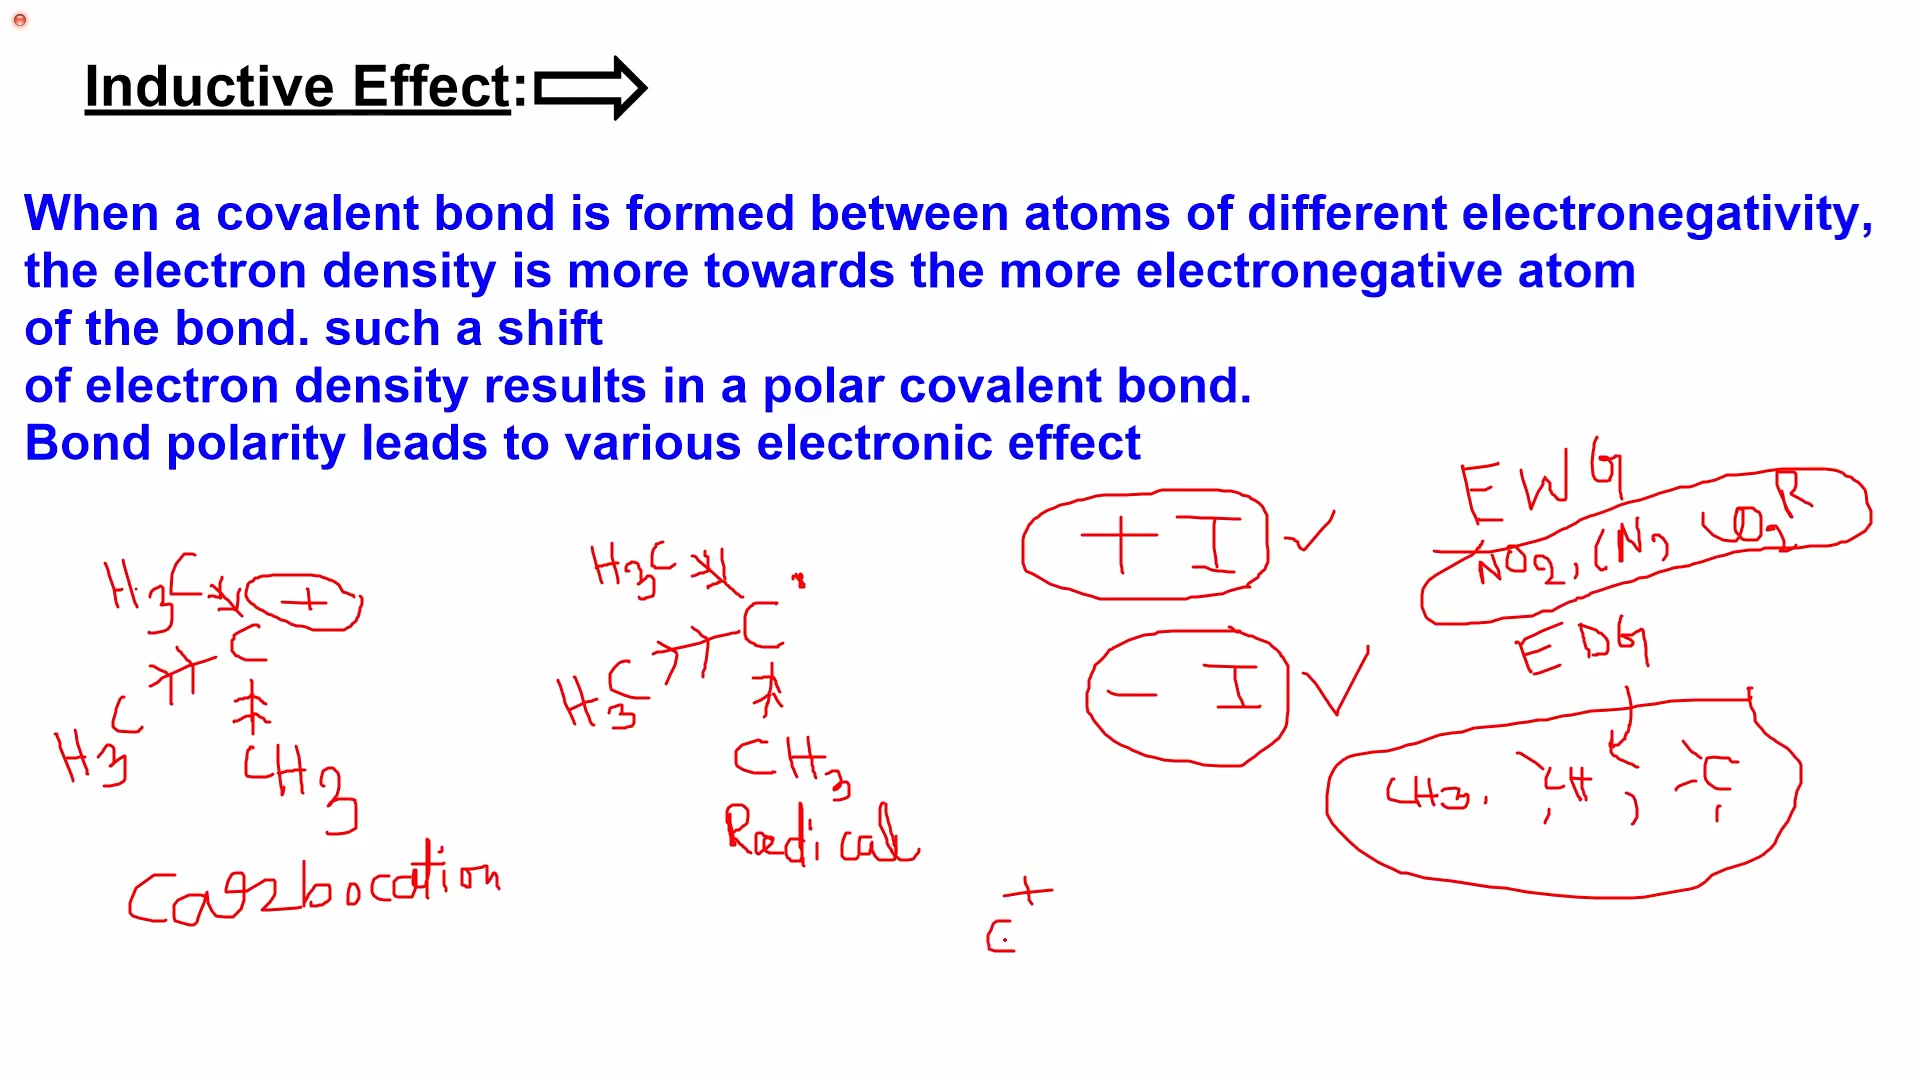 Inductive Effect:
When a covalent bond is formed between atoms of different electronegativity,
the electron density is more towards the more electronegative atom
of the bond. such a shift
of electron density results in a polar covalent bond.
Bond polarity leads to various electronic effect
H3C
+
C
H3C
CH3
Carbocation
H3C
C
H3C
CH3
Radical
+ I
- I
EWG
NO2, CN, CO2R
EDG
CH3, CH, C
+
C